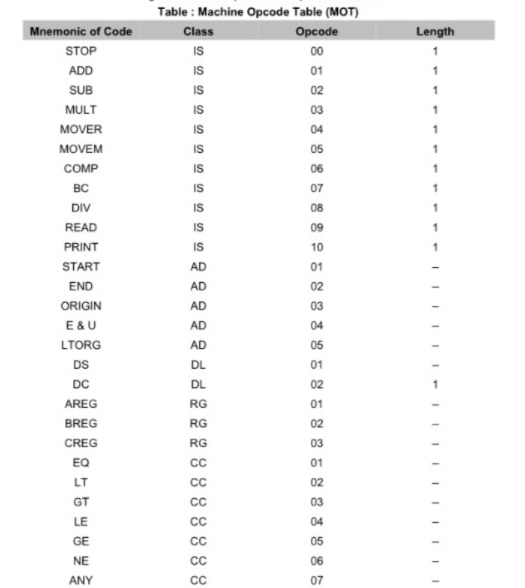 Table : Machine Opcode Table (MOT)
Mnemonic of Code Class Opcode Length
STOP IS 00 1
ADD IS 01 1
SUB IS 02 1
MULT IS 03 1
MOVER IS 04 1
MOVEM IS 05 1
COMP IS 06 1
BC IS 07 1
DIV IS 08 1
READ IS 09 1
PRINT IS 10 1
START AD 01 –
END AD 02 –
ORIGIN AD 03 –
E & U AD 04 –
LTORG AD 05 –
DS DL 01 –
DC DL 02 1
AREG RG 01 –
BREG RG 02 –
CREG RG 03 –
EQ CC 01 –
LT CC 02 –
GT CC 03 –
LE CC 04 –
GE CC 05 –
NE CC 06 –
ANY CC 07 –